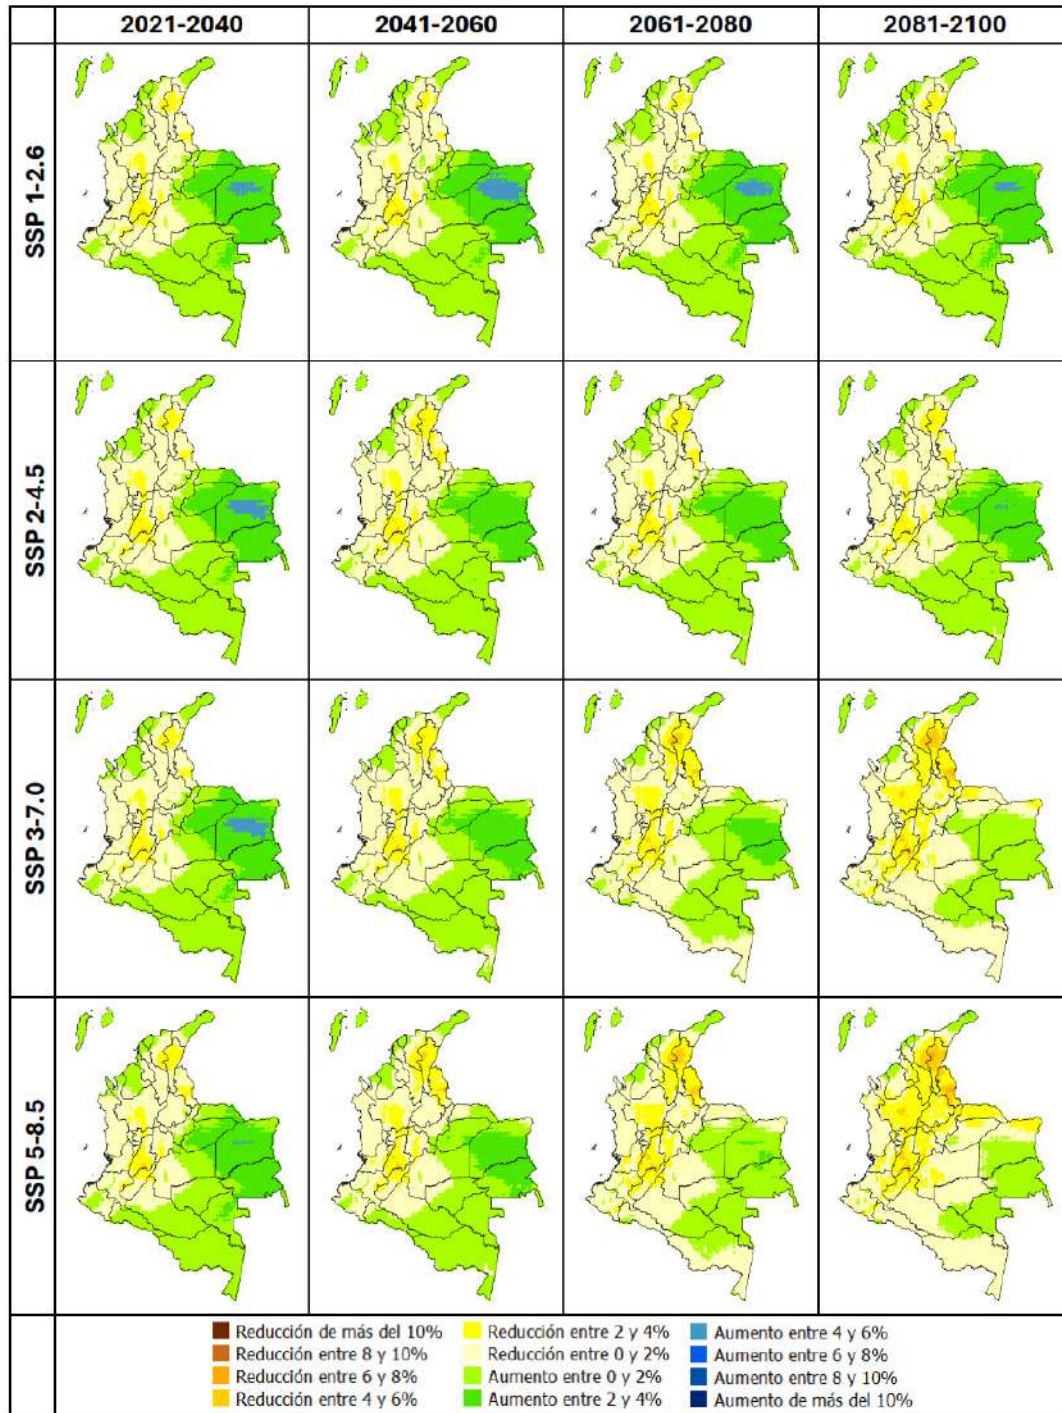 2021-2040 2041-2060 2061-2080 2081-2100
SSP 1-2.6
SSP 2-4.5
SSP 3-7.0
SSP 5-8.5
Reducción de más del 10% Reducción entre 2 y 4% Aumento entre 4 y 6%
Reducción entre 8 y 10% Reducción entre 0 y 2% Aumento entre 6 y 8%
Reducción entre 6 y 8% Aumento entre 0 y 2% Aumento entre 8 y 10%
Reducción entre 4 y 6% Aumento entre 2 y 4% Aumento de más del 10%